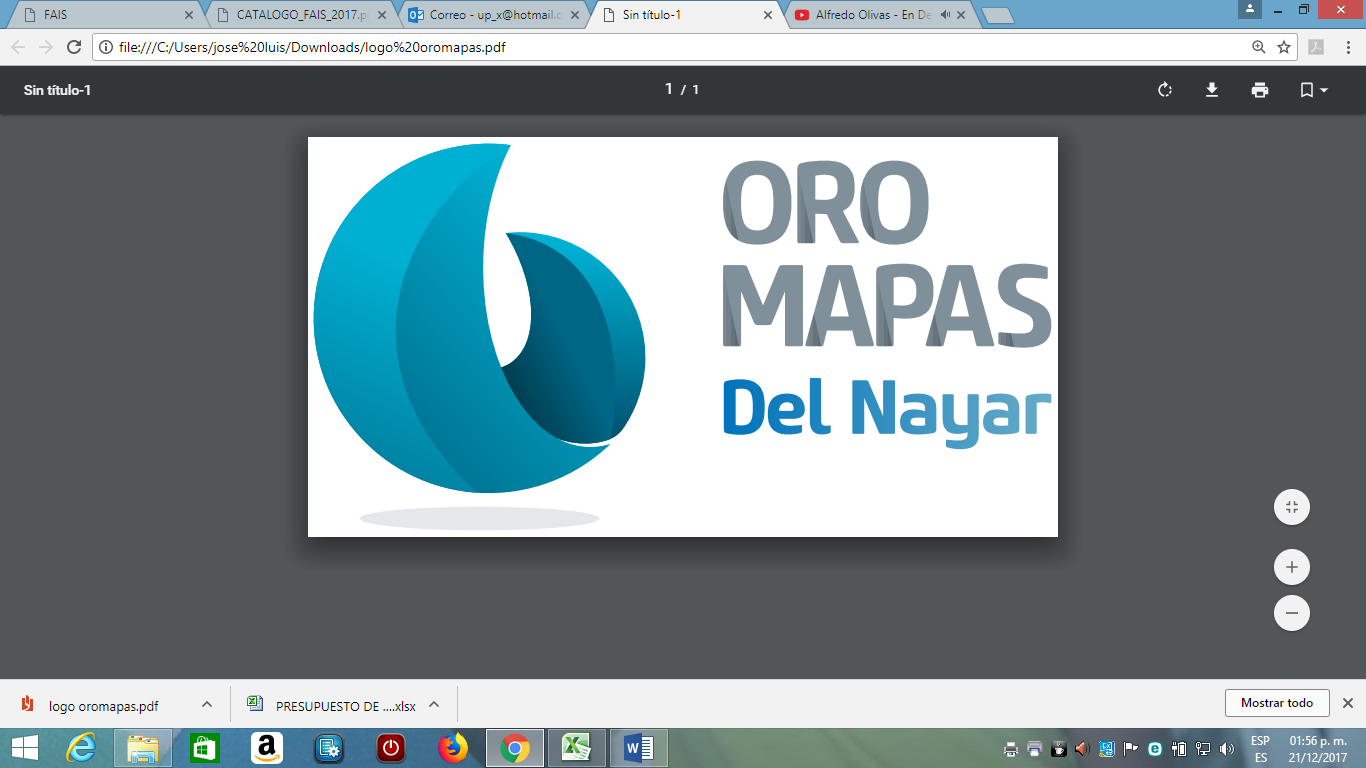 FAIS
CATALOGO_FAIS_2017.p
Correo - up_x@hotmail.c
Sin título-1
Alfredo Olivas - En De
file:///C:/Users/jose%20luis/Downloads/logo%20oromapas.pdf
Sin título-1
1 / 1
ORO
MAPAS
Del Nayar
logo oromapas.pdf
PRESUPUESTO DE ....xlsx
Mostrar todo
ESP
ES
01:56 p. m.
21/12/2017